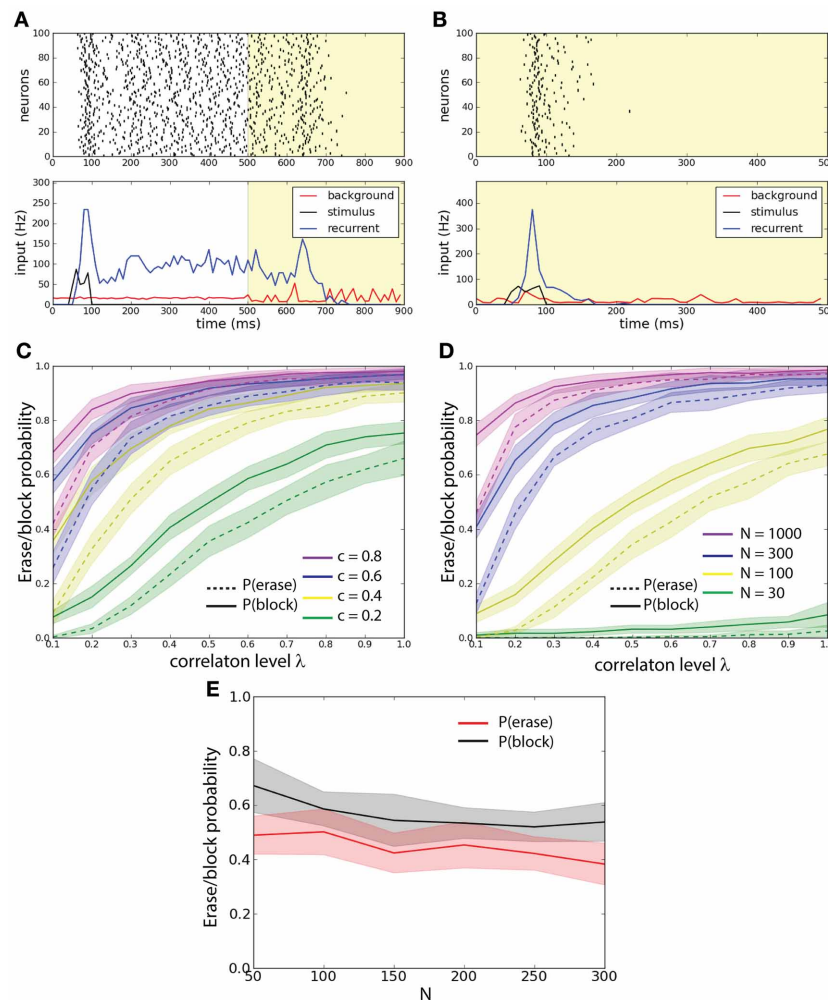 A
B
neurons
100
80
60
40
20
0
0 100 200 300 400 500 600 700 800 900
neurons
100
80
60
40
20
0
0 100 200 300 400
input (Hz)
300
250
200
150
100
50
0
background
stimulus
recurrent
0 100 200 300 400 500 600 700 800 900
time (ms)
input (Hz)
400
300
200
100
0
background
stimulus
recurrent
0 100 200 300 400
time (ms)
C
D
Erase/block probability
1.0
0.8
0.6
0.4
0.2
0.0
P(erase)
P(block)
c = 0.8
c = 0.6
c = 0.4
c = 0.2
0.1 0.2 0.3 0.4 0.5 0.6 0.7 0.8 0.9 1.0
correlaton level λ
Erase/block probability
1.0
0.8
0.6
0.4
0.2
0.0
P(erase)
P(block)
N = 1000
N = 300
N = 100
N = 30
0.1 0.2 0.3 0.4 0.5 0.6 0.7 0.8 0.9
correlaton level λ
E
Erase/block probability
1.0
0.8
0.6
0.4
0.2
0.0
P(erase)
P(block)
50 100 150 200 250 300
N